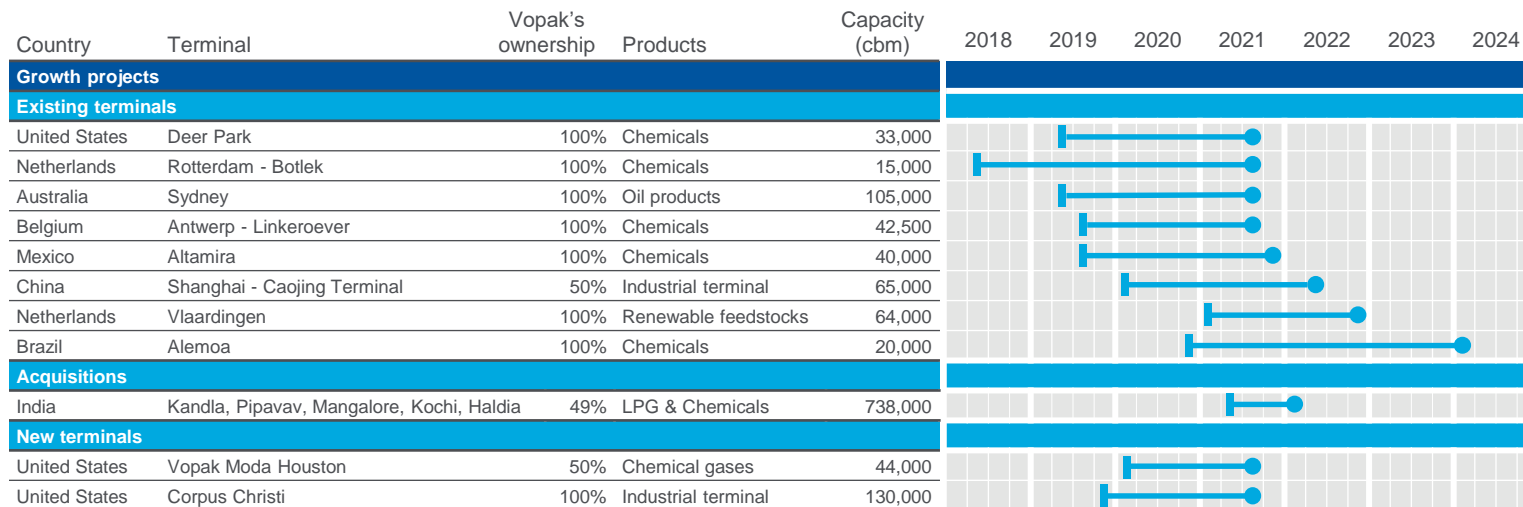 Country Terminal Vopak's ownership Products Capacity (cbm) 2018 2019 2020 2021 2022 2023 2024
Growth projects
Existing terminals
United States Deer Park 100% Chemicals 33,000
Netherlands Rotterdam - Botlek 100% Chemicals 15,000
Australia Sydney 100% Oil products 105,000
Belgium Antwerp - Linkeroever 100% Chemicals 42,500
Mexico Altamira 100% Chemicals 40,000
China Shanghai - Caojing Terminal 50% Industrial terminal 65,000
Netherlands Vlaardingen 100% Renewable feedstocks 64,000
Brazil Alemoa 100% Chemicals 20,000
Acquisitions
India Kandla, Pipavav, Mangalore, Kochi, Haldia 49% LPG & Chemicals 738,000
New terminals
United States Vopak Moda Houston 50% Chemical gases 44,000
United States Corpus Christi 100% Industrial terminal 130,000